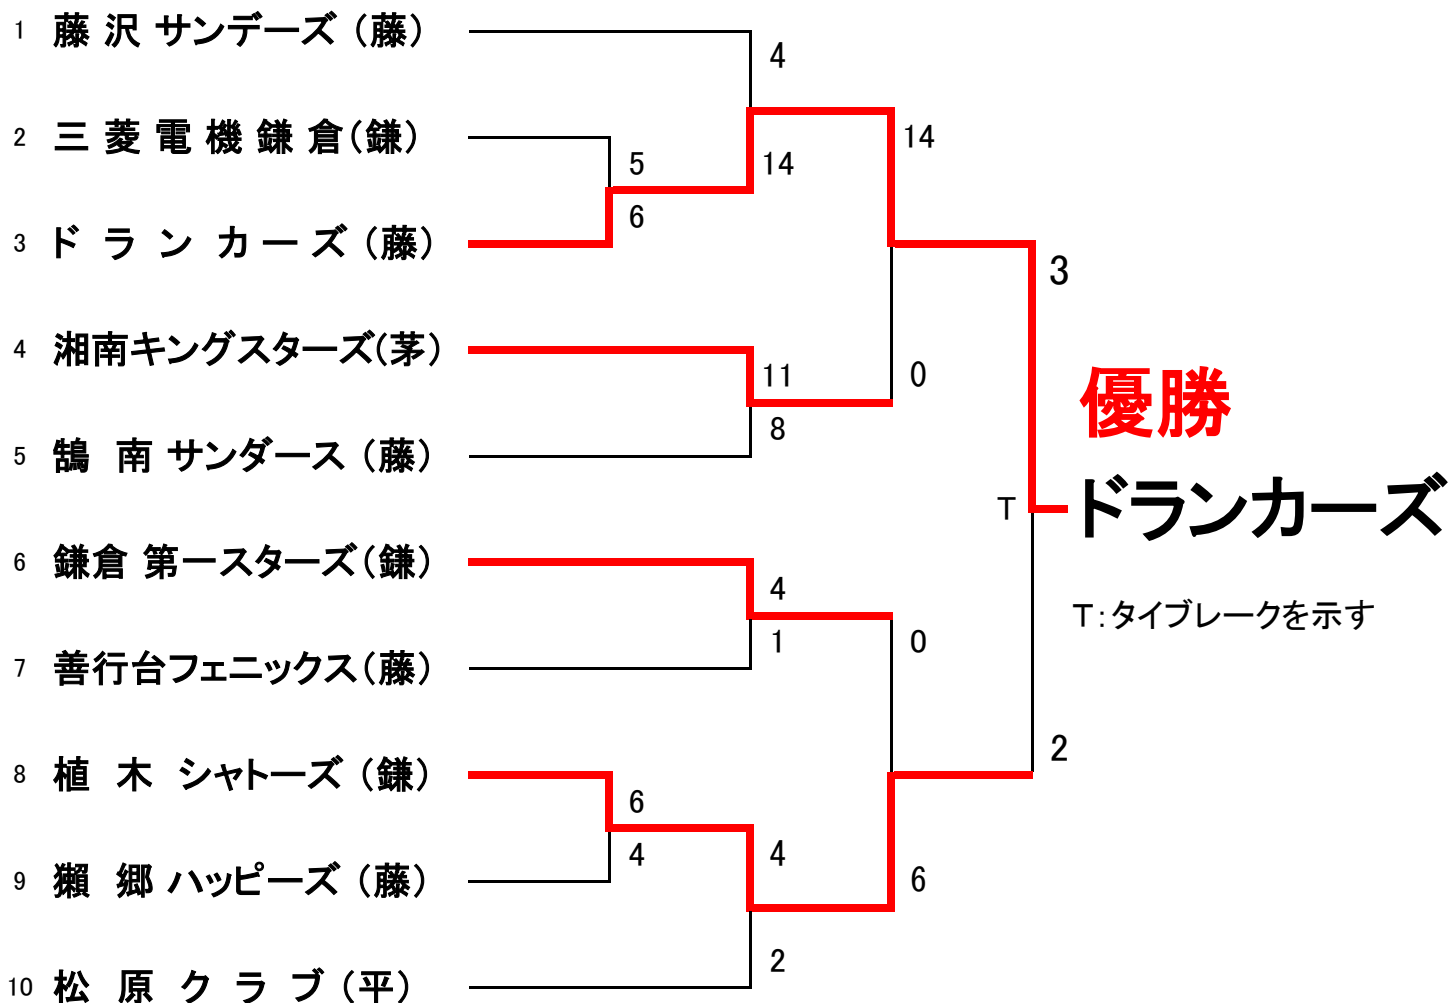 1 藤 沢 サンデーズ (藤)
4
2 三 菱 電 機 鎌 倉(鎌)
14
5
14
6
3 ド ラ ン カ ー ズ (藤)
3
4 湘南キングスターズ(茅)
11
0
8
優勝
5 鵠 南 サンダース (藤)
T
ドランカーズ
6 鎌倉 第一スターズ(鎌)
4
T:タイブレークを示す
1
0
7 善行台フェニックス(藤)
2
8 植 木 シャトーズ (鎌)
6
4
4
6
9 獺 郷 ハッピーズ (藤)
2
10 松 原 ク ラ ブ (平)